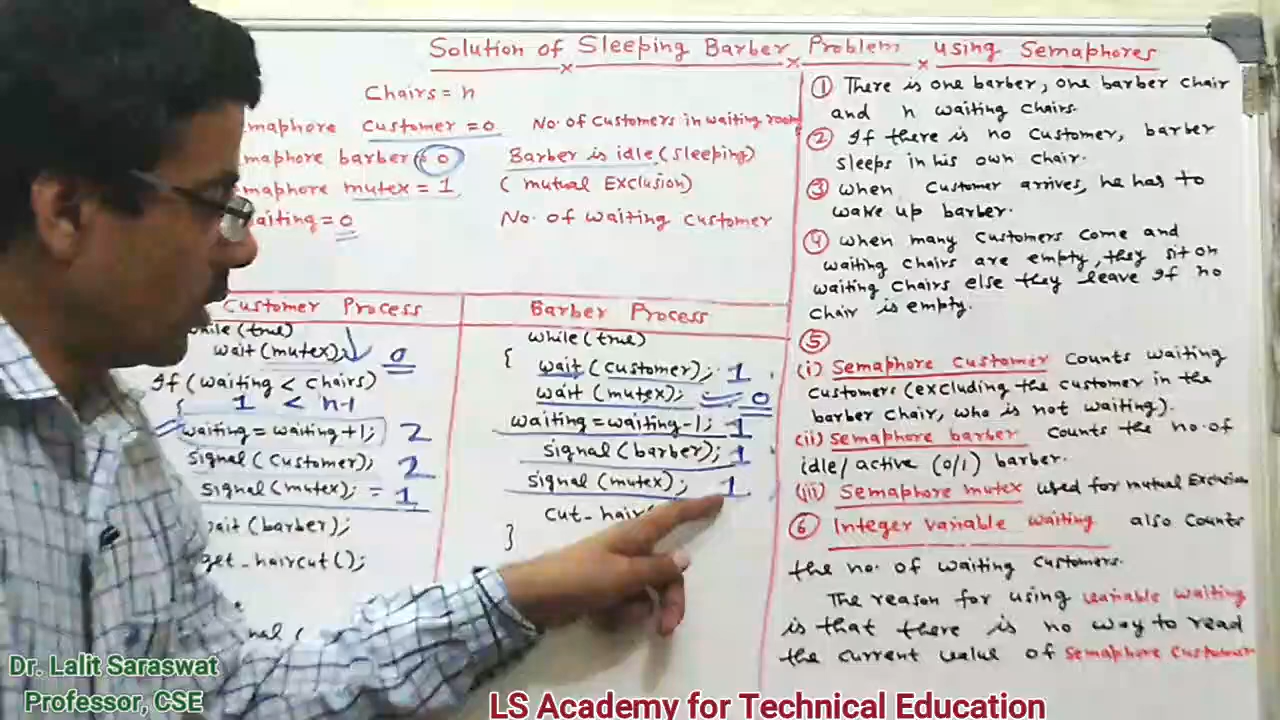 Solution of Sleeping Barber Problem using Semaphores
Chairs = n
maphore customer = 0 No. of Customers in waiting room
maphore barber = 0 Barber is idle (sleeping)
maphore mutex = 1 ( mutual Exclusion)
waiting = 0 No. of waiting customer
Customer Process
while (true)
wait (mutex); 0
If (waiting < chairs)
{ 1 < n-1
waiting = waiting +1; 2
signal (customer); 2
signal (mutex); = 1
wait (barber);
get_haircut ();
Barber Process
while (true)
{ wait (customer); 1
wait (mutex); 0
waiting = waiting -1; 1
signal (barber); 1
signal (mutex); 1
cut_hair
}
① There is one barber, one barber chair
and n waiting chairs.
② If there is no customer, barber
sleeps in his own chair.
③ when customer arrives, he has to
wake up barber.
④ when many customers come and
waiting chairs are empty, they sit on
waiting chairs else they leave if no
chair is empty.
⑤
(i) Semaphore customer counts waiting
customers (excluding the customer in the
barber chair, who is not waiting).
(ii) Semaphore barber counts the no. of
idle/active (0/1) barber.
(iii) Semaphore mutex used for mutual Exclusion
⑥ Integer variable waiting also counts
the no. of waiting customers.
The reason for using variable waiting
is that there is no way to read
the current value of Semaphore Customer
Dr. Lalit Saraswat
Professor, CSE
LS Academy for Technical Education